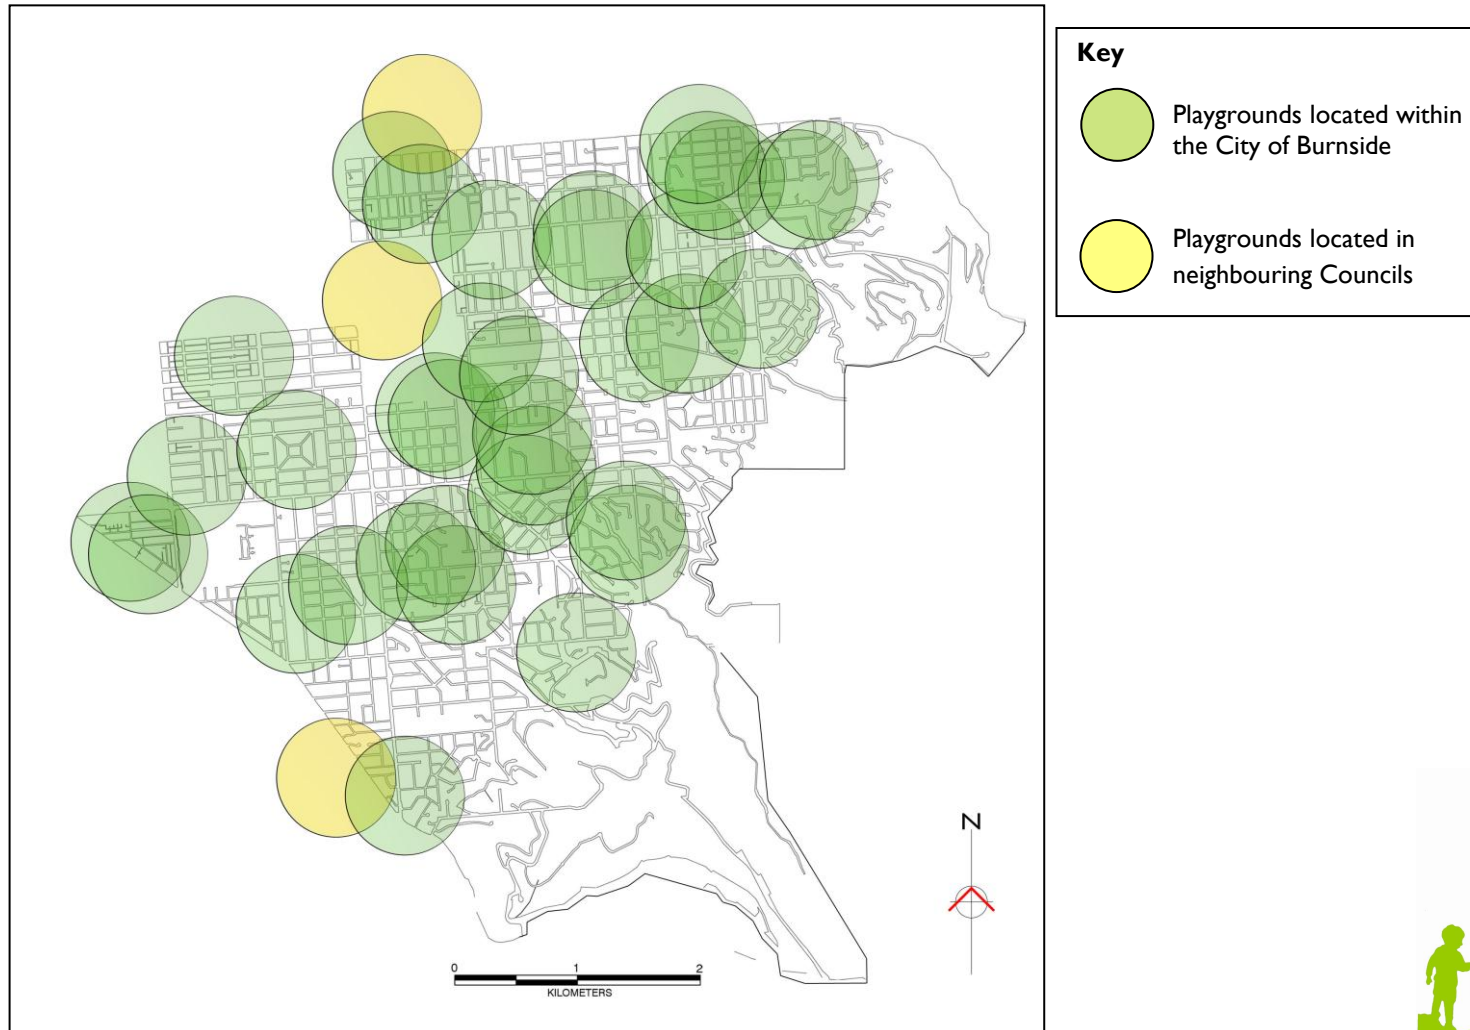 Key
Playgrounds located within
the City of Burnside
Playgrounds located in
neighbouring Councils
N
0 1 2
KILOMETERS